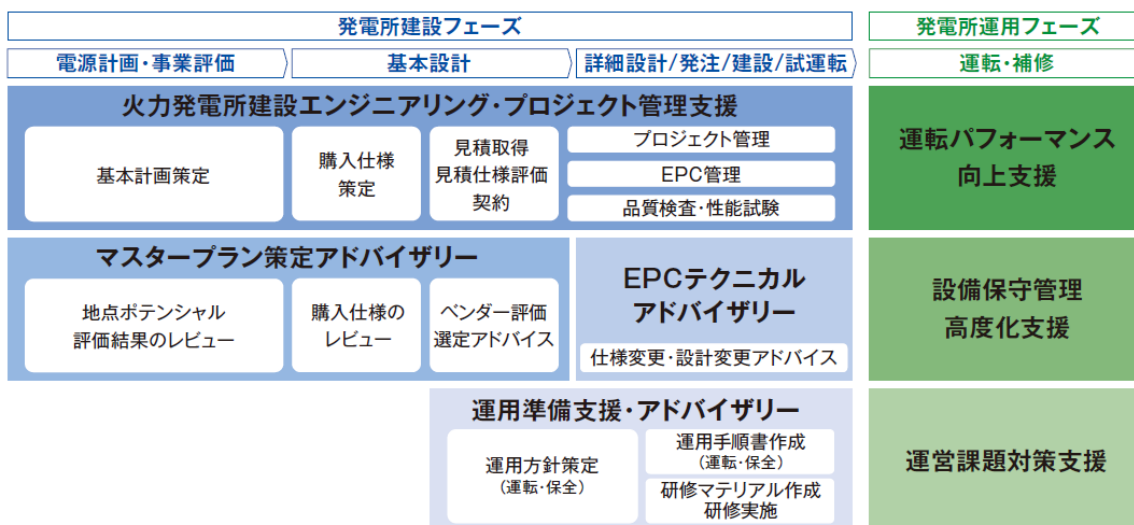 発電所建設フェーズ
発電所運用フェーズ
電源計画・事業評価
基本設計
詳細設計/発注/建設/試運転
運転・補修
火力発電所建設エンジニアリング・プロジェクト管理支援
基本計画策定
購入仕様
策定
見積取得
見積仕様評価
契約
プロジェクト管理
EPC管理
品質検査・性能試験
運転パフォーマンス
向上支援
マスタープラン策定アドバイザリー
地点ポテンシャル
評価結果のレビュー
購入仕様の
レビュー
ベンダー評価
選定アドバイス
EPCテクニカル
アドバイザリー
仕様変更・設計変更アドバイス
設備保守管理
高度化支援
運用準備支援・アドバイザリー
運用方針策定
(運転・保全)
運用手順書作成
(運転・保全)
研修マテリアル作成
研修実施
運営課題対策支援